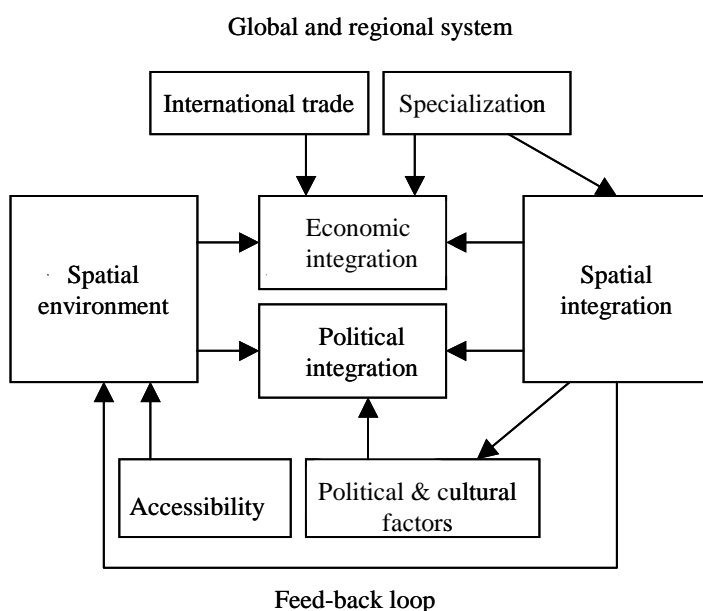 Global and regional system
International trade
Specialization
Economic
integration
Spatial
environment
Spatial
integration
Political
integration
Accessibility
Political & cultural
factors
Feed-back loop